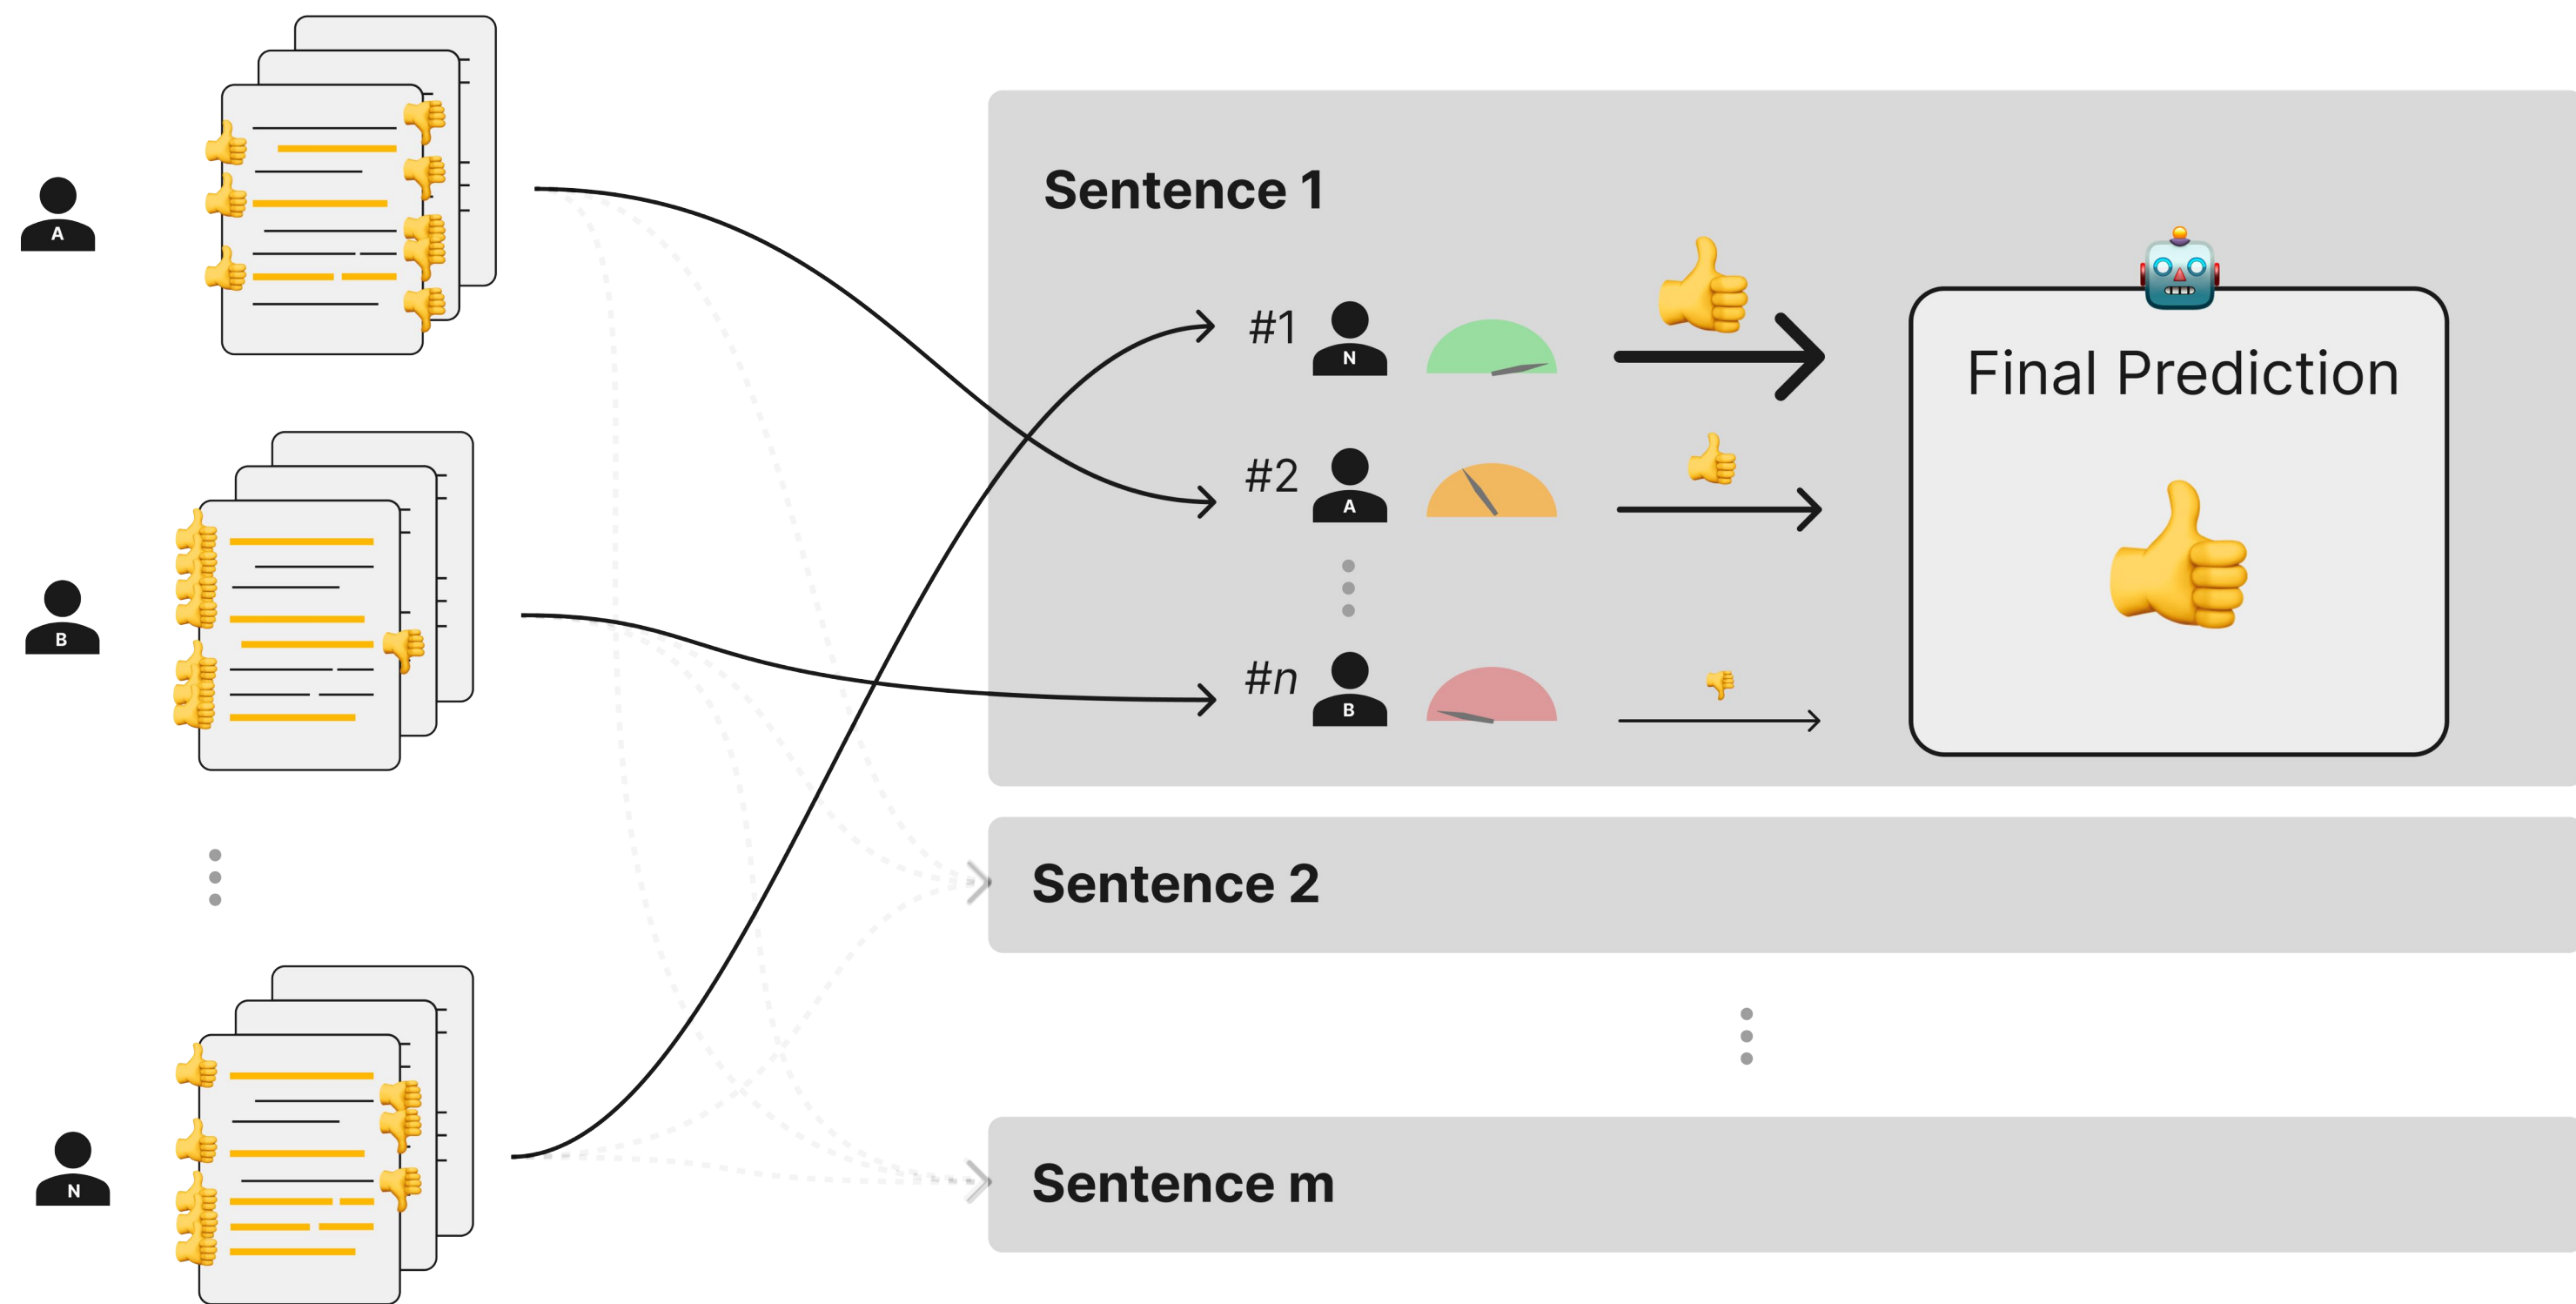 A
B
N
Sentence 1
#1
N
#2
A
#n
B
Final Prediction
Sentence 2
Sentence m